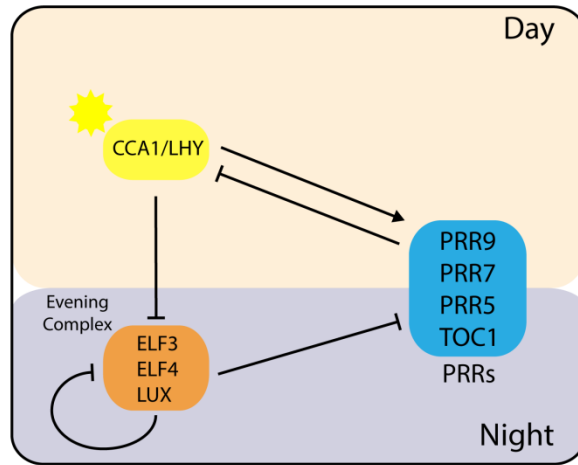 Day
CCA1/LHY
PRR9
PRR7
PRR5
TOC1
PRRs
Evening
Complex
ELF3
ELF4
LUX
Night